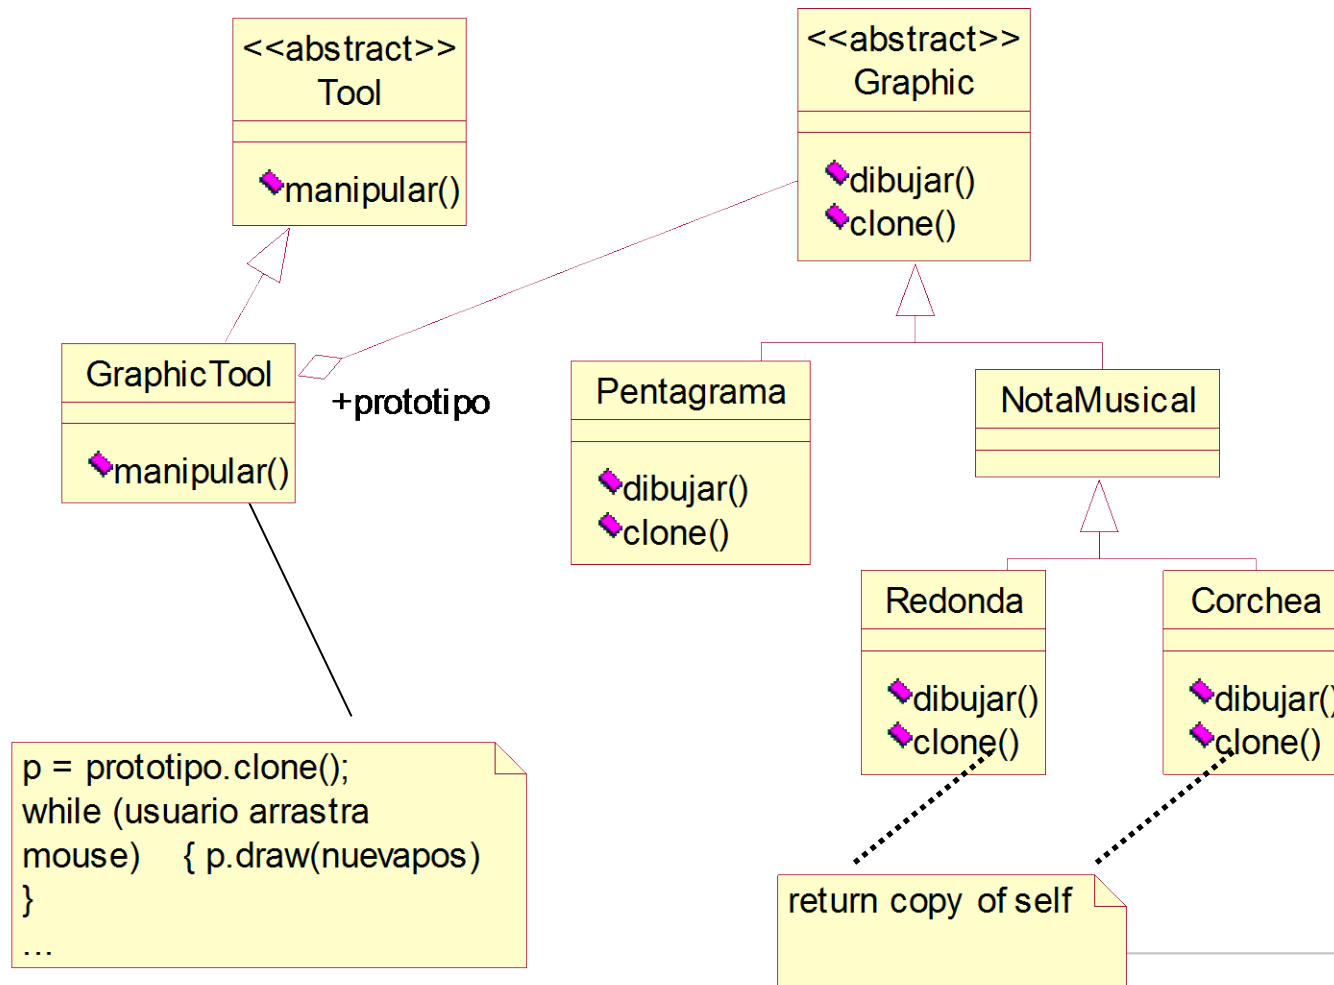 <<abstract>>
Tool
manipular()
<<abstract>>
Graphic
dibujar()
clone()
GraphicTool
manipular()
+prototipo
Pentagrama
dibujar()
clone()
NotaMusical
Redonda
dibujar()
clone()
Corchea
dibujar()
clone()
p = prototipo.clone();
while (usuario arrastra
mouse) { p.draw(nuevapos)
}
...
return copy of self